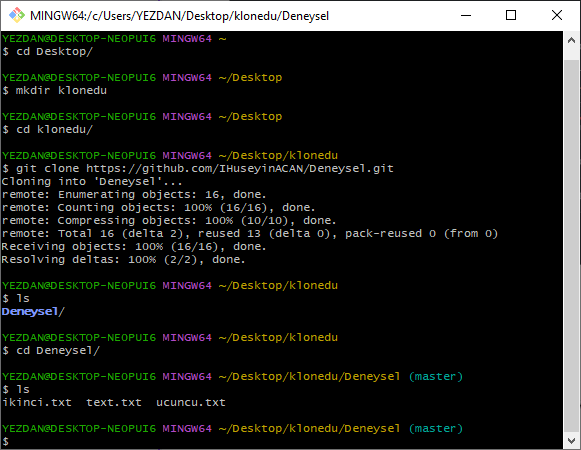 MINGW64:/c/Users/YEZDAN/Desktop/klonedu/Deneysel
YEZDAN@DESKTOP-NEOPUI6 MINGW64 ~
$ cd Desktop/
YEZDAN@DESKTOP-NEOPUI6 MINGW64 ~/Desktop
$ mkdir klonedu
YEZDAN@DESKTOP-NEOPUI6 MINGW64 ~/Desktop
$ cd klonedu/
YEZDAN@DESKTOP-NEOPUI6 MINGW64 ~/Desktop/klonedu
$ git clone https://github.com/IHuseyinACAN/Deneysel.git
Cloning into 'Deneysel'...
remote: Enumerating objects: 16, done.
remote: Counting objects: 100% (16/16), done.
remote: Compressing objects: 100% (10/10), done.
remote: Total 16 (delta 2), reused 13 (delta 0), pack-reused 0 (from 0)
Receiving objects: 100% (16/16), done.
Resolving deltas: 100% (2/2), done.
YEZDAN@DESKTOP-NEOPUI6 MINGW64 ~/Desktop/klonedu
$ ls
Deneysel/
YEZDAN@DESKTOP-NEOPUI6 MINGW64 ~/Desktop/klonedu
$ cd Deneysel/
YEZDAN@DESKTOP-NEOPUI6 MINGW64 ~/Desktop/klonedu/Deneysel (master)
$ ls
ikinci.txt  text.txt  ucuncu.txt
YEZDAN@DESKTOP-NEOPUI6 MINGW64 ~/Desktop/klonedu/Deneysel (master)
$